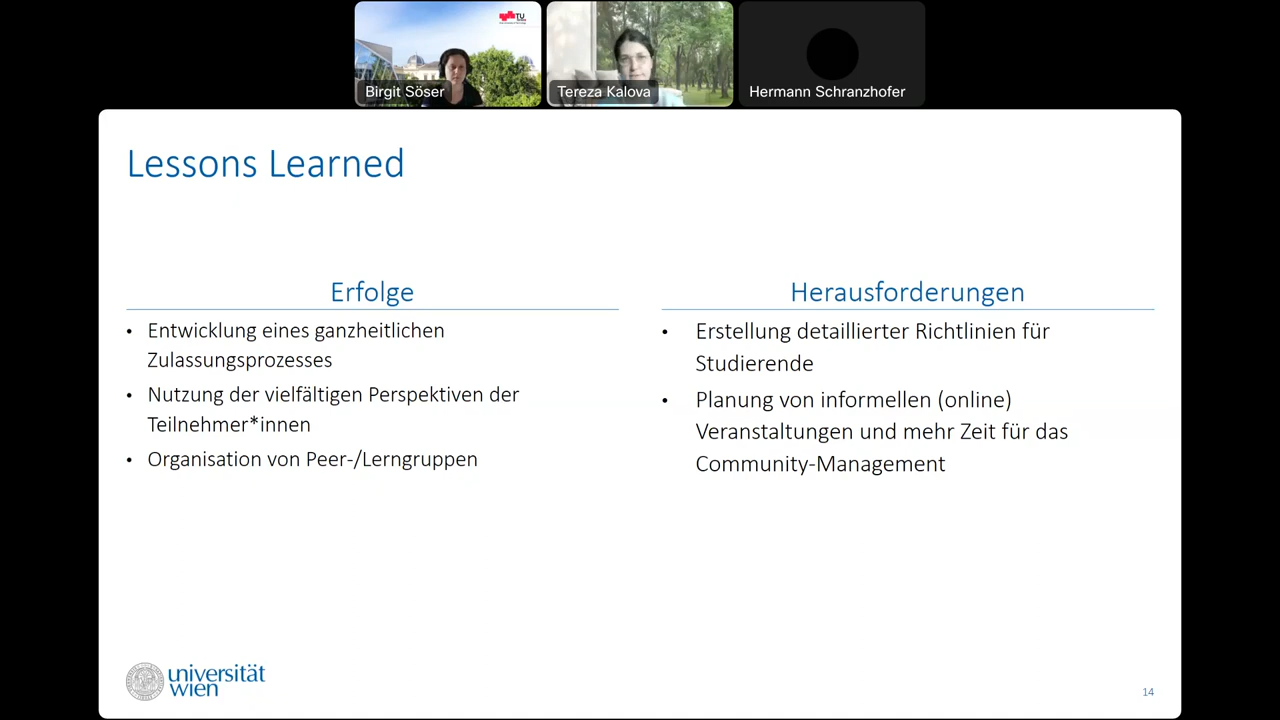 TU
Birgit Söser
Tereza Kalova
Hermann Schranzhofer
Lessons Learned
Erfolge
• Entwicklung eines ganzheitlichen
Zulassungsprozesses
• Nutzung der vielfältigen Perspektiven der
Teilnehmer*innen
• Organisation von Peer-/Lerngruppen
Herausforderungen
• Erstellung detaillierter Richtlinien für
Studierende
• Planung von informellen (online)
Veranstaltungen und mehr Zeit für das
Community-Management
universität
wien
14